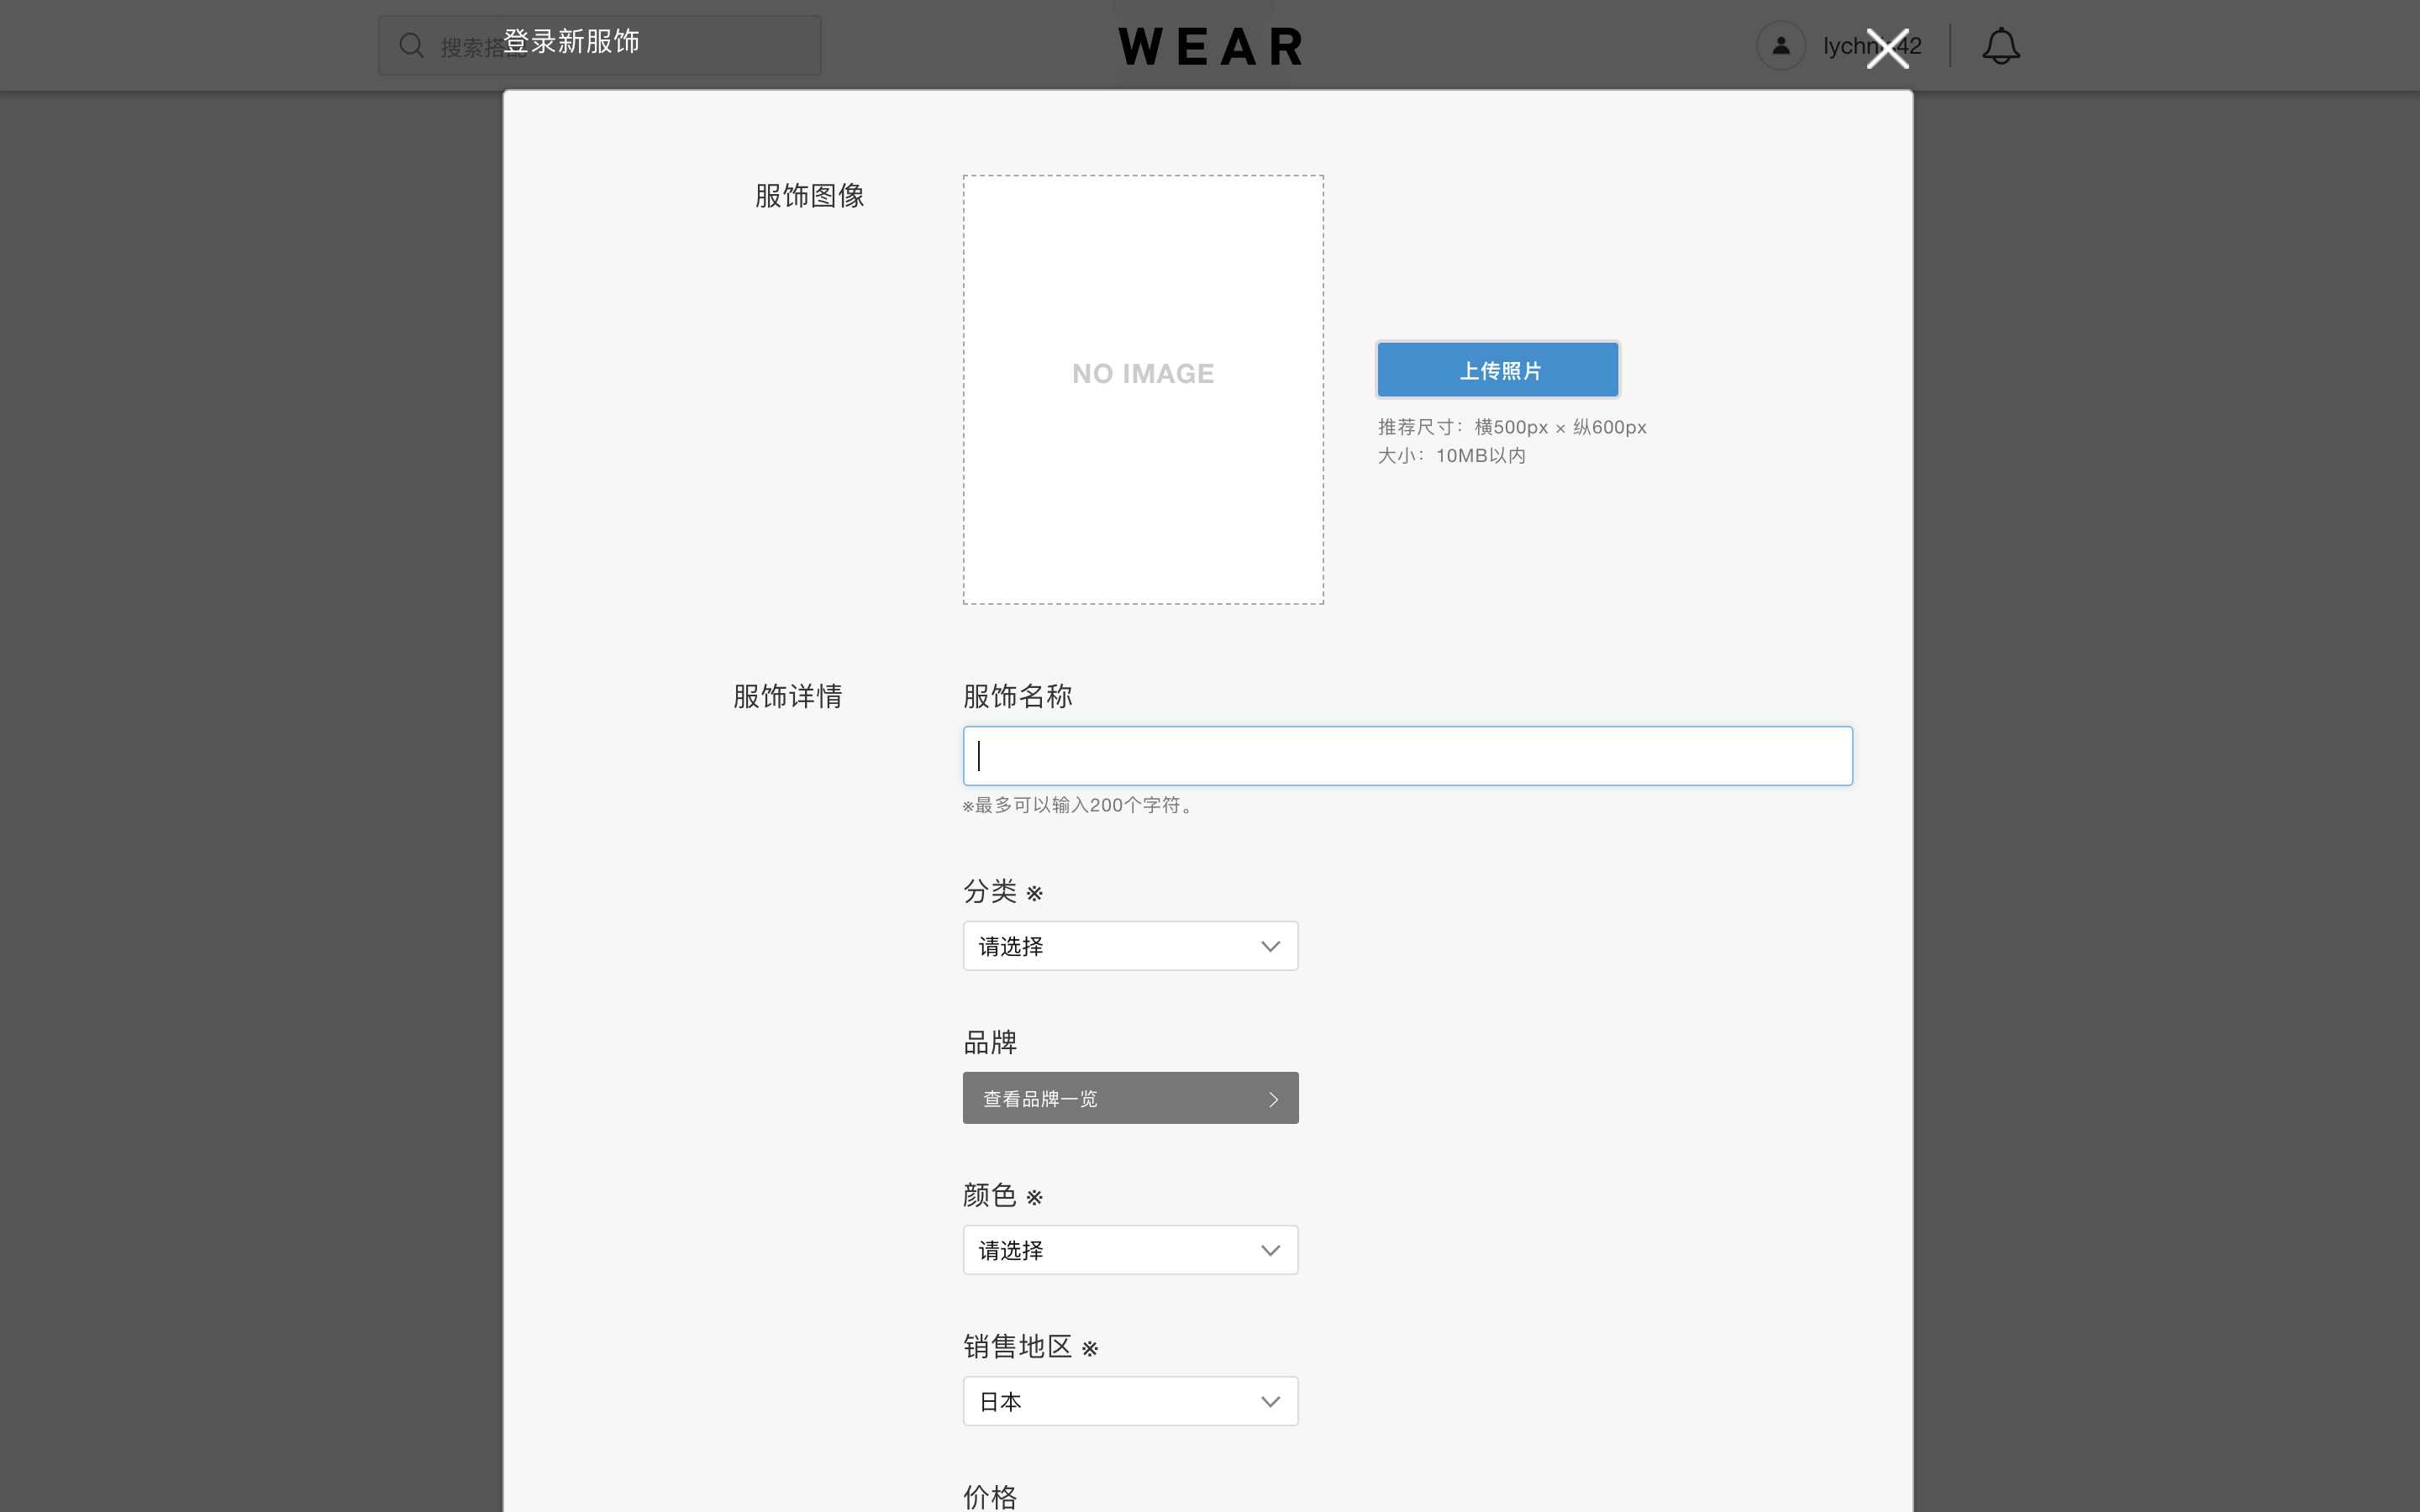 搜索搭
登录新服饰
WEAR
服饰图像
NO IMAGE
上传照片
推荐尺寸：横500px × 纵600px
大小：10MB以内
服饰详情
服饰名称
※最多可以输入200个字符。
分类 ※
请选择
品牌
查看品牌一览
颜色 ※
请选择
销售地区 ※
日本
价格